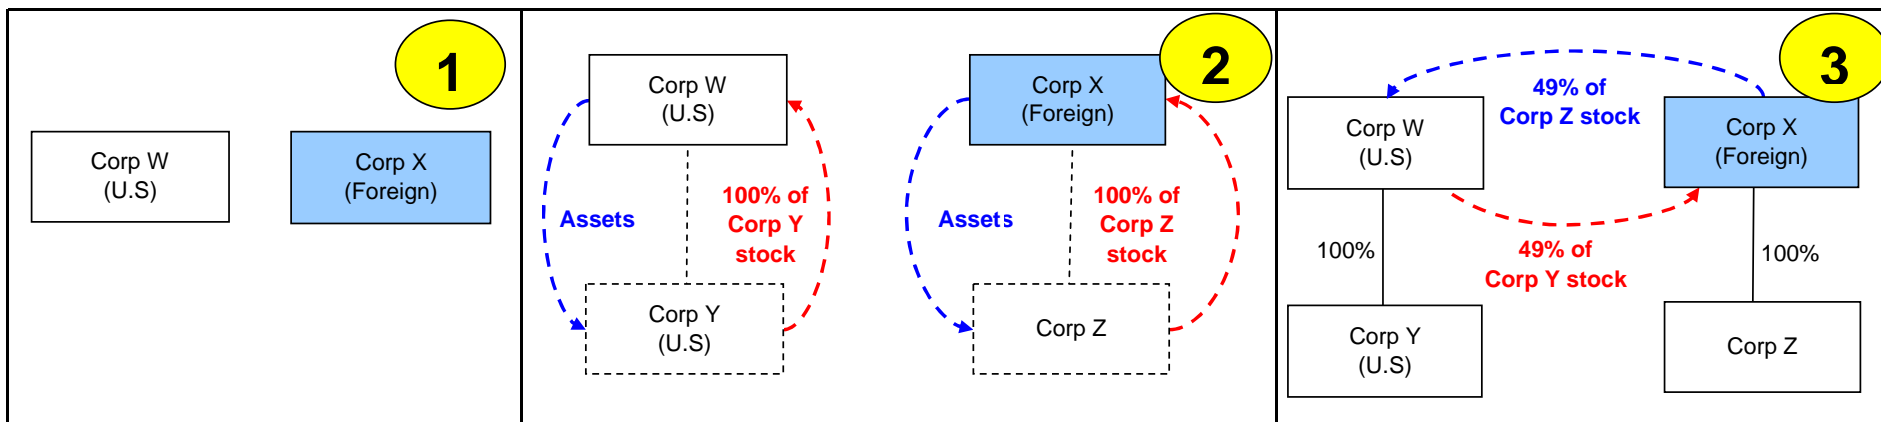 1
Corp W
(U.S)
Corp X
(Foreign)
2
Corp W
(U.S)
Assets
100% of
Corp Y
stock
Corp Y
(U.S)
Corp X
(Foreign)
Assets
100% of
Corp Z
stock
Corp Z
3
49% of
Corp Z stock
Corp W
(U.S)
Corp X
(Foreign)
49% of
Corp Y stock
100%
100%
Corp Y
(U.S)
Corp Z